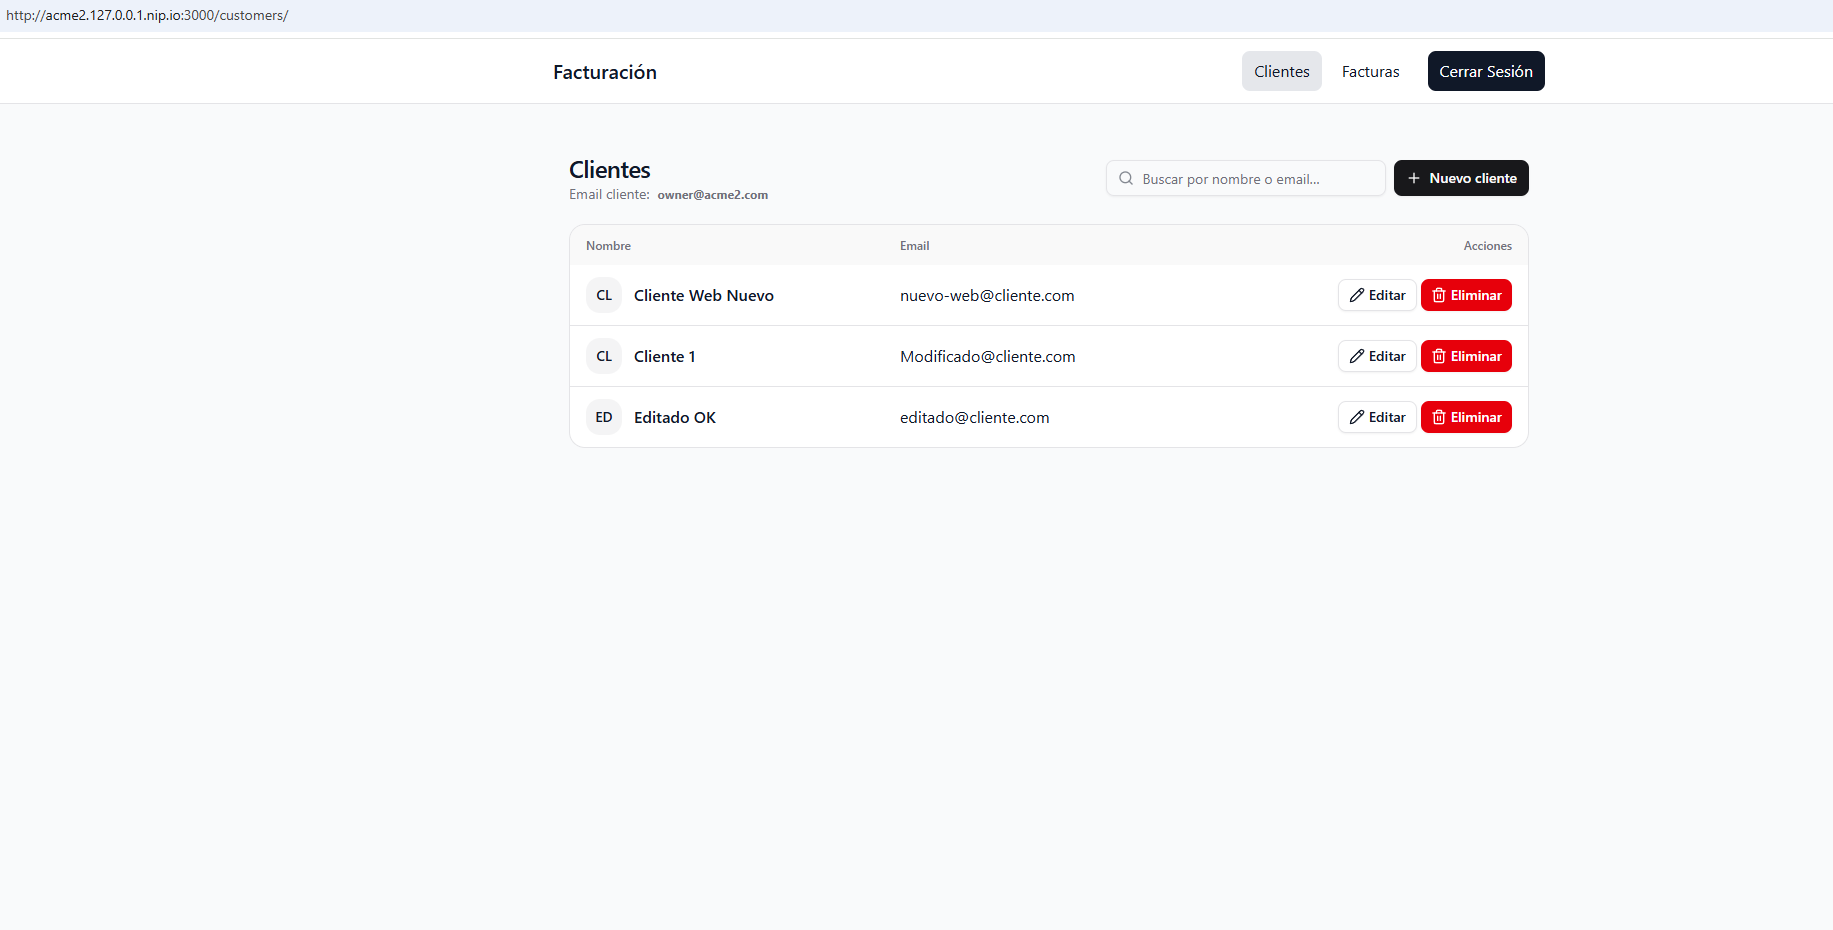 http://acme2.127.0.0.1.nip.io:3000/customers/
Facturación
Clientes
Facturas
Cerrar Sesión
Clientes
Email cliente: owner@acme2.com
Buscar por nombre o email...
Nuevo cliente
Nombre Email Acciones
CL Cliente Web Nuevo nuevo-web@cliente.com Editar Eliminar
CL Cliente 1 Modificado@cliente.com Editar Eliminar
ED Editado OK editado@cliente.com Editar Eliminar